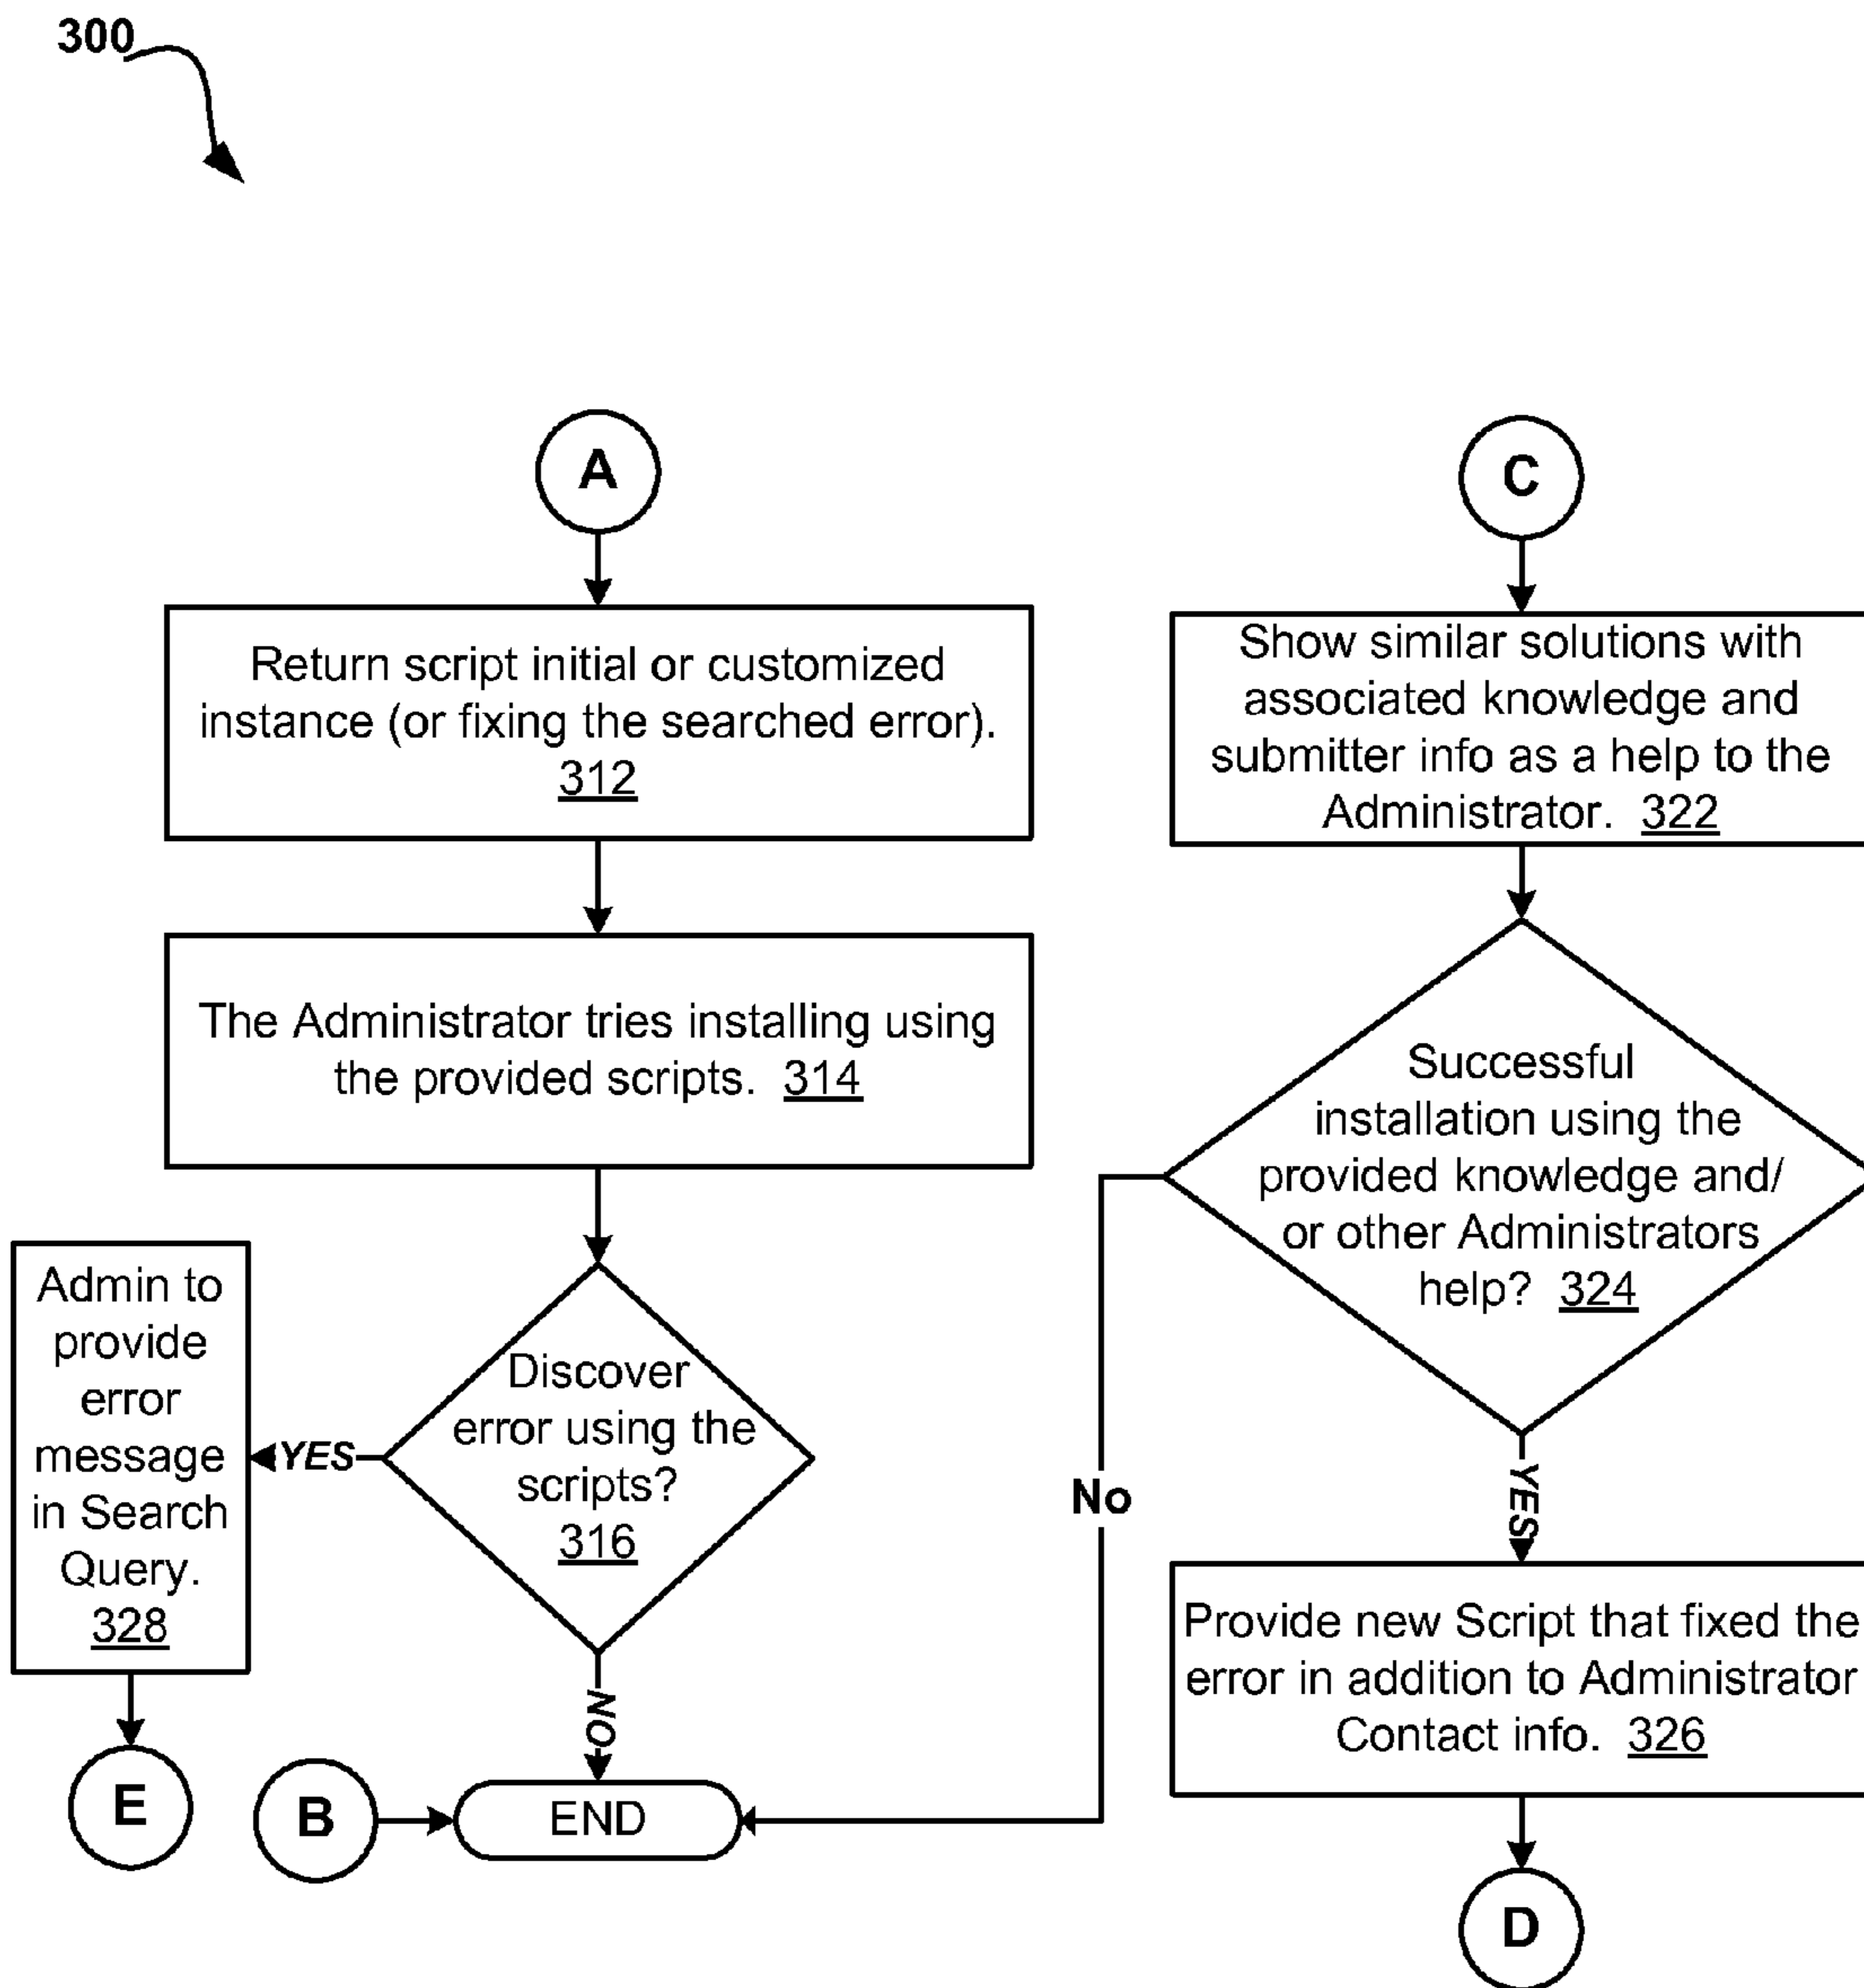 300
A
Return script initial or customized
instance (or fixing the searched error).
312
The Administrator tries installing using
the provided scripts. 314
Discover
error using the
scripts?
316
YES
Admin to
provide
error
message
in Search
Query.
328
E
NO
B
END
C
Show similar solutions with
associated knowledge and
submitter info as a help to the
Administrator. 322
Successful
installation using the
provided knowledge and/
or other Administrators
help? 324
No
YES
Provide new Script that fixed the
error in addition to Administrator
Contact info. 326
D